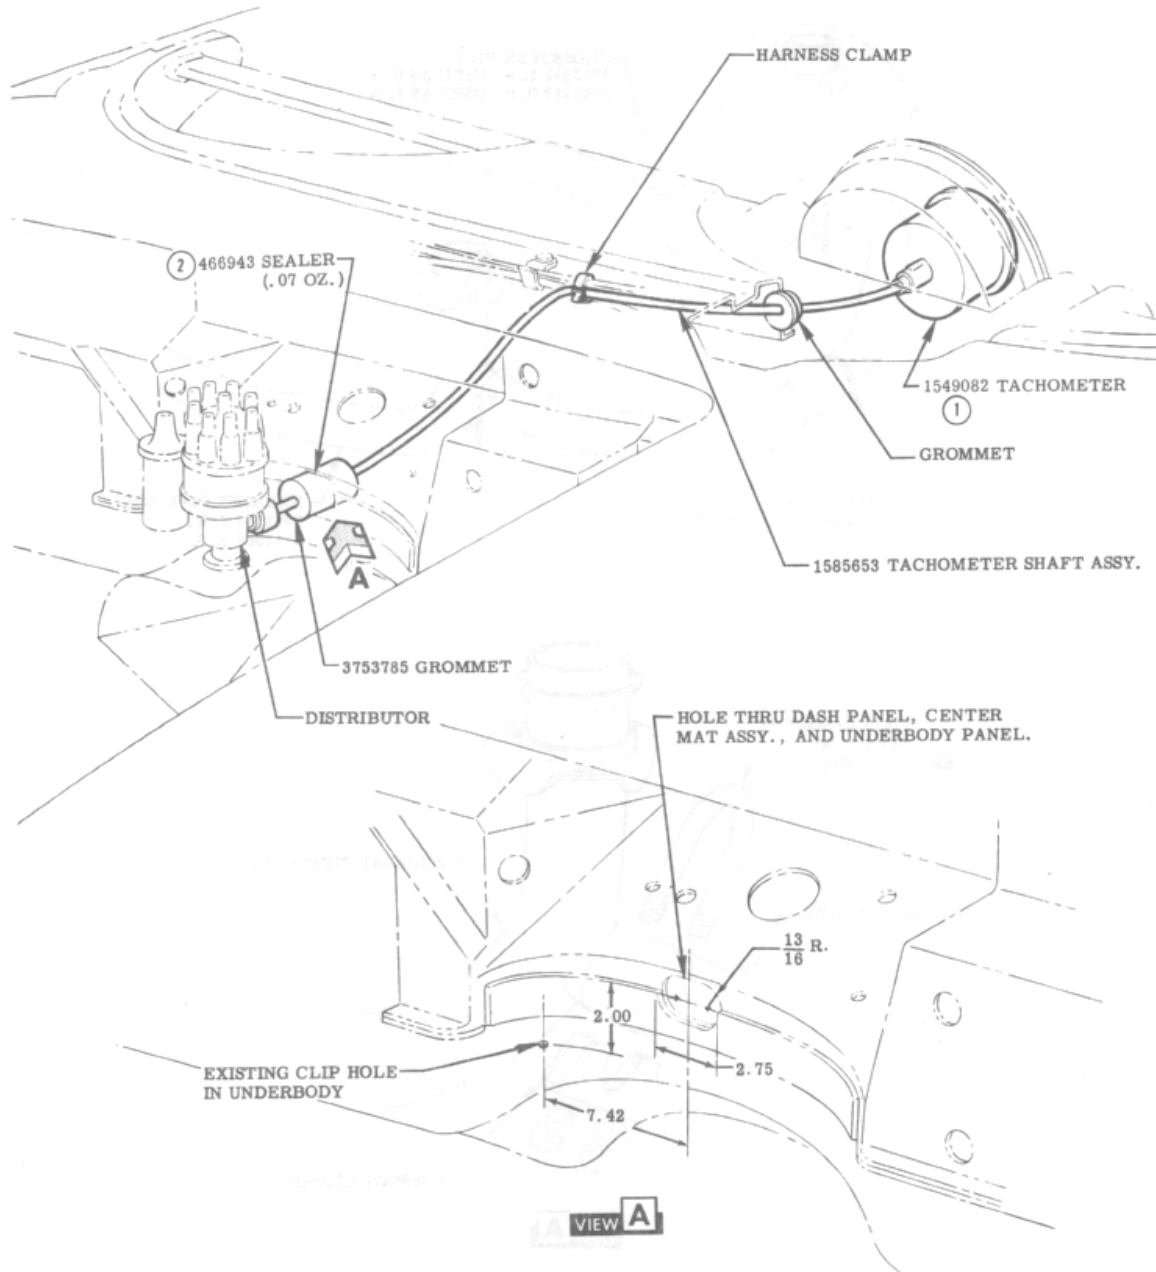 HARNESS CLAMP
2 466943 SEALER
(.07 OZ.)
1549082 TACHOMETER
1
GROMMET
1585653 TACHOMETER SHAFT ASSY.
A
3753785 GROMMET
DISTRIBUTOR
HOLE THRU DASH PANEL, CENTER
MAT ASSY., AND UNDERBODY PANEL.
13/16 R.
2.00
2.75
EXISTING CLIP HOLE
IN UNDERBODY
7.42
VIEW A